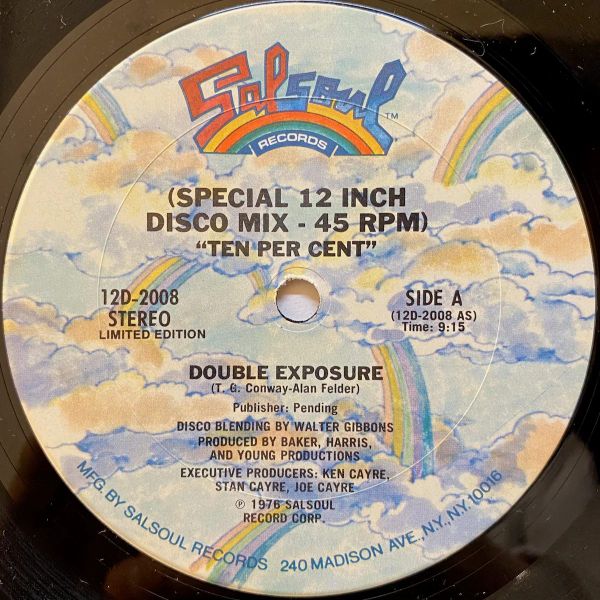 Salsoul
TM
RECORDS
(SPECIAL 12 INCH
DISCO MIX - 45 RPM)
"TEN PER CENT"
12D-2008
STEREO
LIMITED EDITION
SIDE A
(12D-2008 AS)
Time: 9:15
DOUBLE EXPOSURE
(T. G. Conway-Alan Felder)
Publisher: Pending
DISCO BLENDING BY WALTER GIBBONS
PRODUCED BY BAKER, HARRIS,
AND YOUNG PRODUCTIONS
EXECUTIVE PRODUCERS: KEN CAYRE,
STAN CAYRE, JOE CAYRE
℗ 1976 SALSOUL
RECORD CORP.
MFG. BY SALSOUL RECORDS 240 MADISON AVE., N.Y., N.Y. 10016